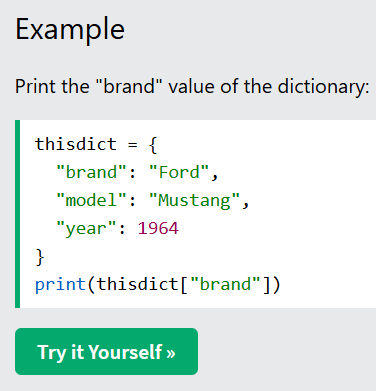 Example
Print the "brand" value of the dictionary:
thisdict = {
  "brand": "Ford",
  "model": "Mustang",
  "year": 1964
}
print(thisdict["brand"])
Try it Yourself »